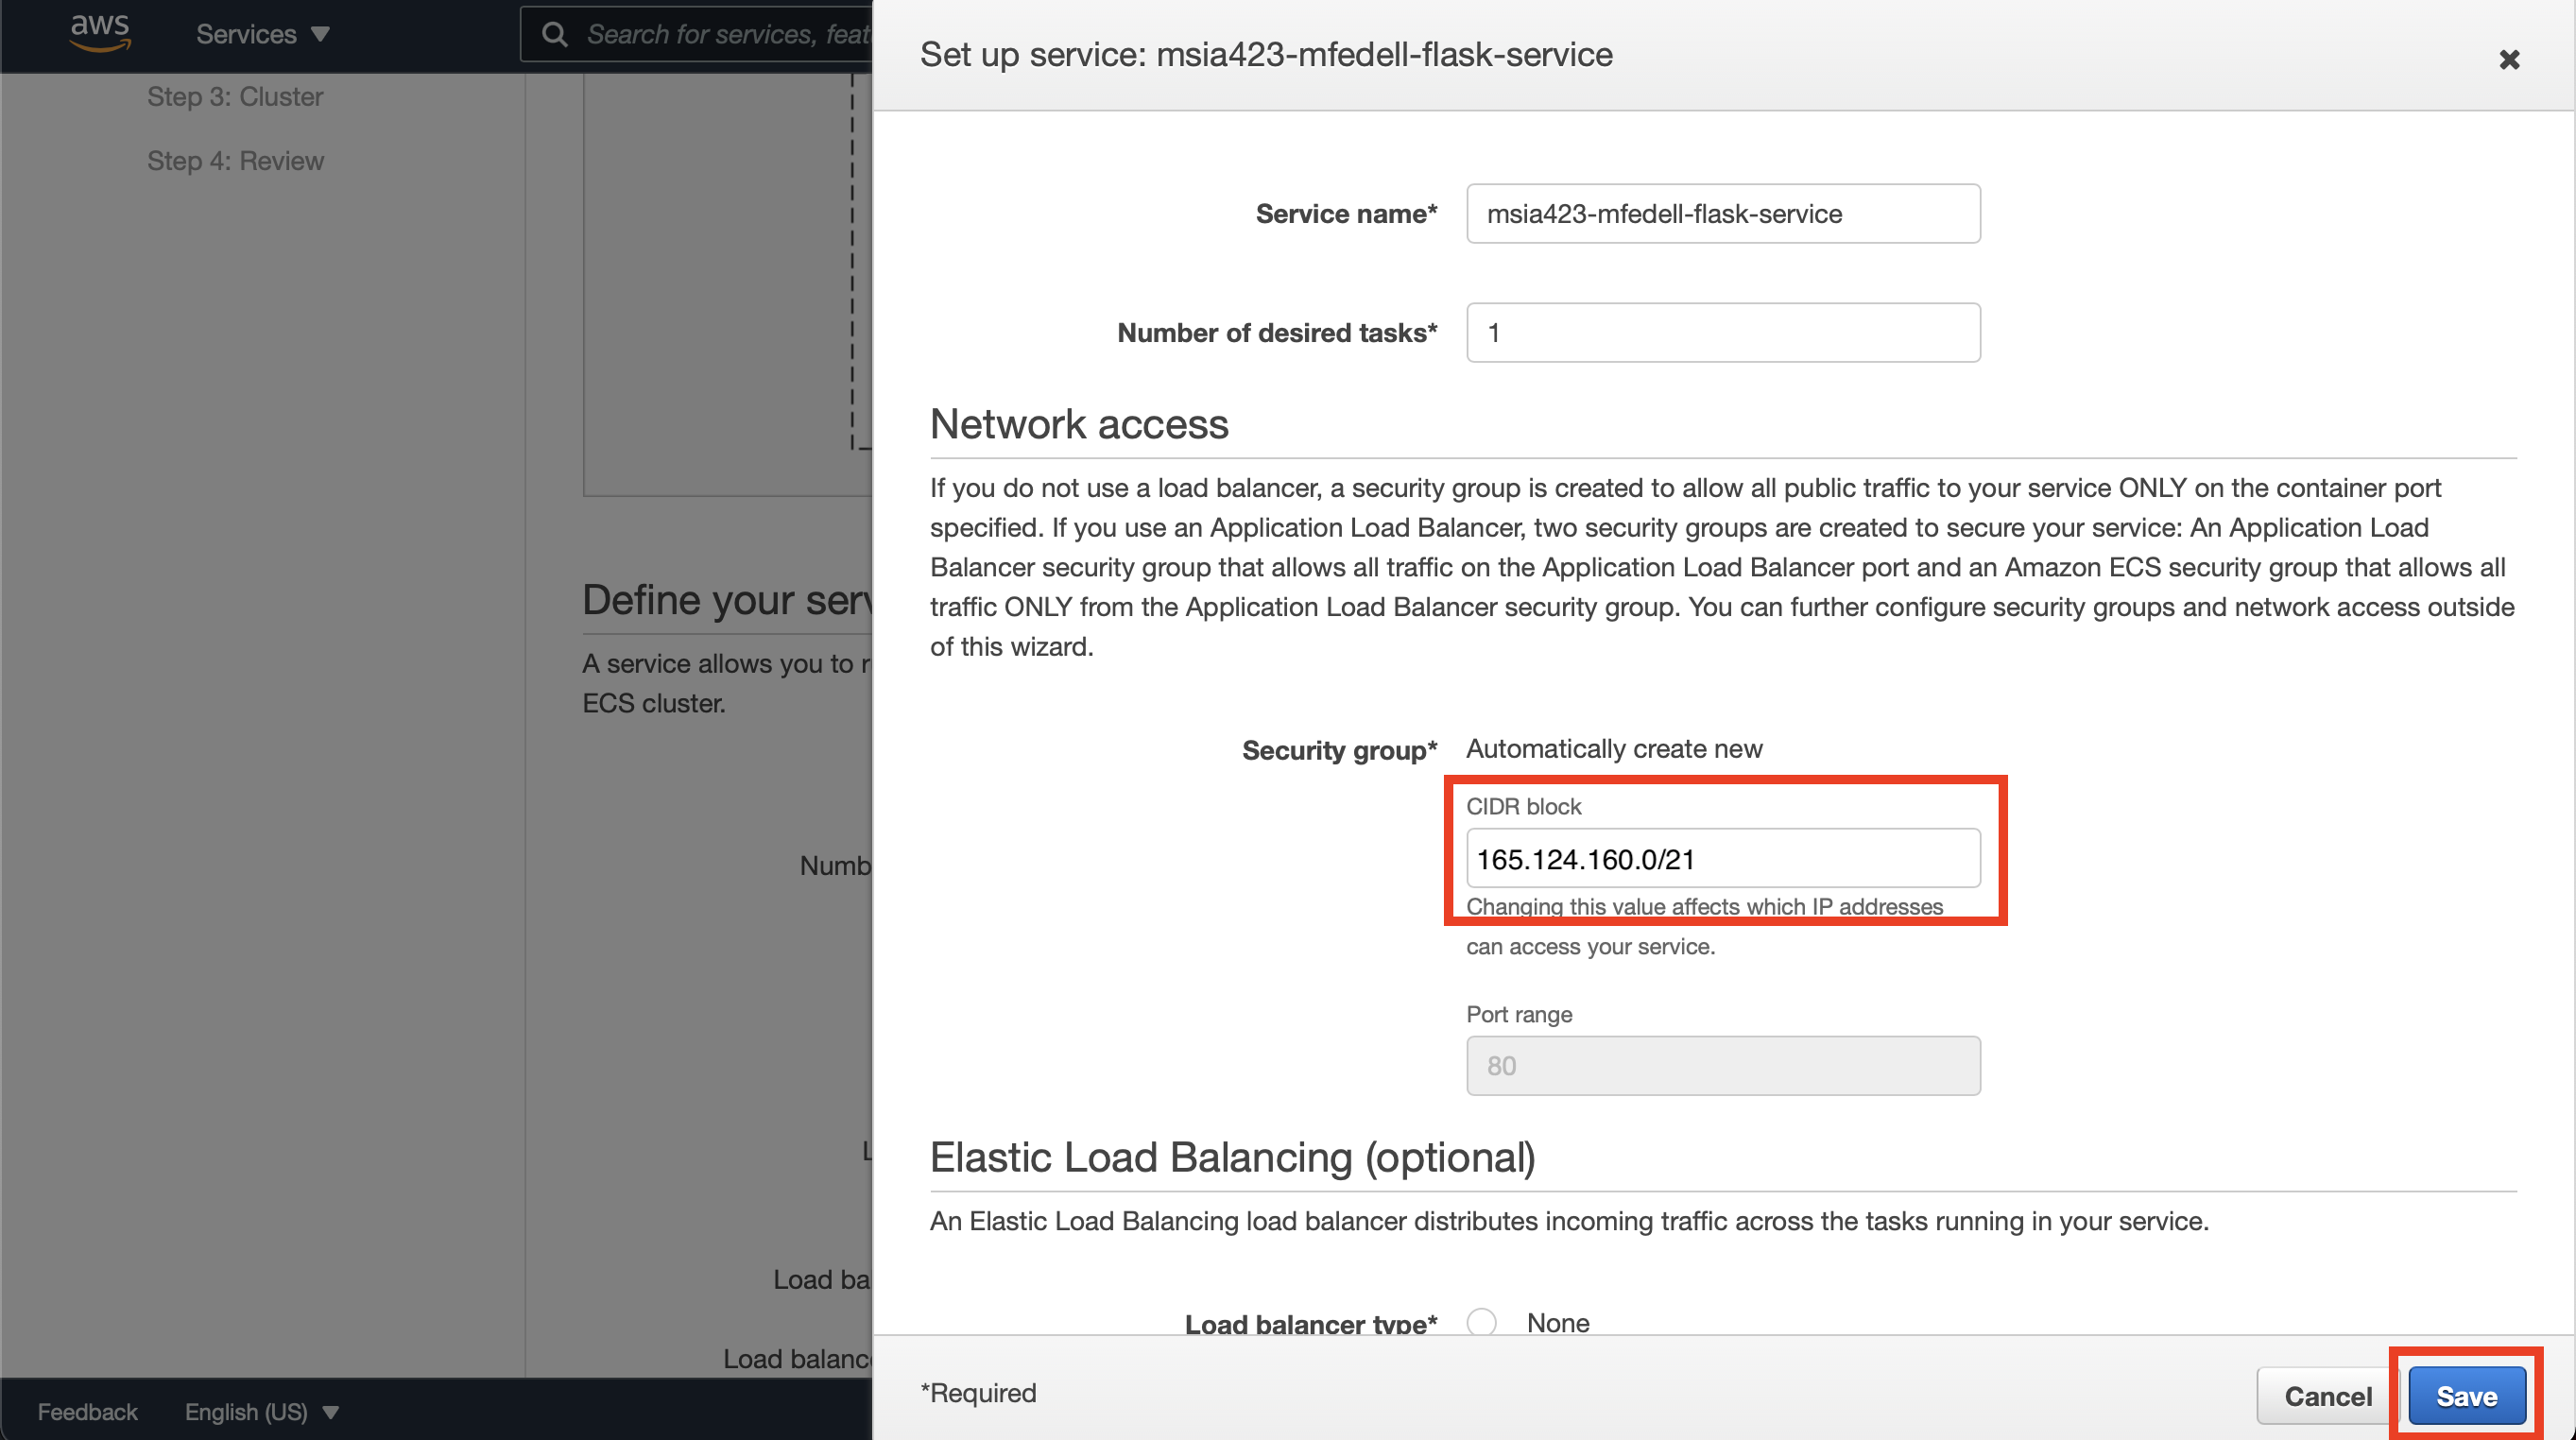 aws
Services ▼
Search for services, feat
Step 3: Cluster
Step 4: Review
Define your serv
A service allows you to r
ECS cluster.
Numb
L
Load ba
Load balanc
Feedback
English (US) ▼
Set up service: msia423-mfedell-flask-service
Service name* msia423-mfedell-flask-service
Number of desired tasks* 1
Network access
If you do not use a load balancer, a security group is created to allow all public traffic to your service ONLY on the container port
specified. If you use an Application Load Balancer, two security groups are created to secure your service: An Application Load
Balancer security group that allows all traffic on the Application Load Balancer port and an Amazon ECS security group that allows all
traffic ONLY from the Application Load Balancer security group. You can further configure security groups and network access outside
of this wizard.
Security group* Automatically create new
CIDR block
165.124.160.0/21
Changing this value affects which IP addresses
can access your service.
Port range
80
Elastic Load Balancing (optional)
An Elastic Load Balancing load balancer distributes incoming traffic across the tasks running in your service.
Load balancer type* None
*Required
Cancel
Save